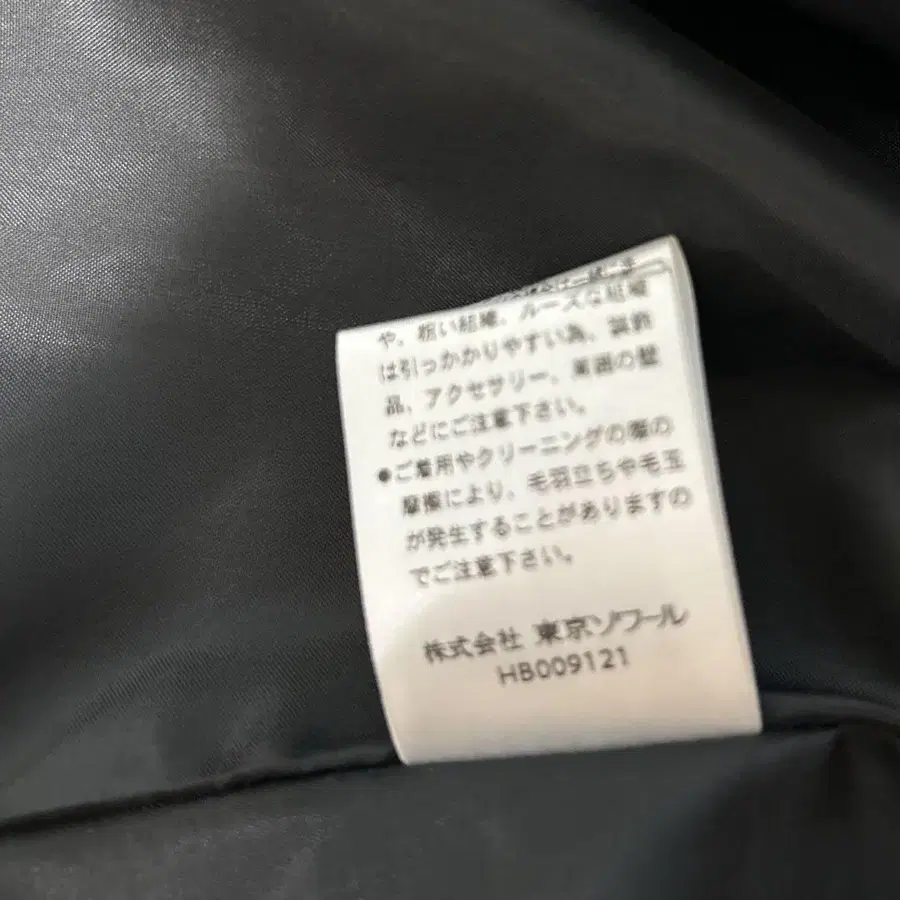 や、粗い組織、ルーズな組織
は引っかかりやすい為、装飾
品、アクセサリー、表面の壁
などにご注意下さい。
●ご着用やクリーニングの際の
摩擦により、毛羽立ちや毛玉
が発生することがあります の
でご注意下さい。
株式会社 東京ソワール
HB009121